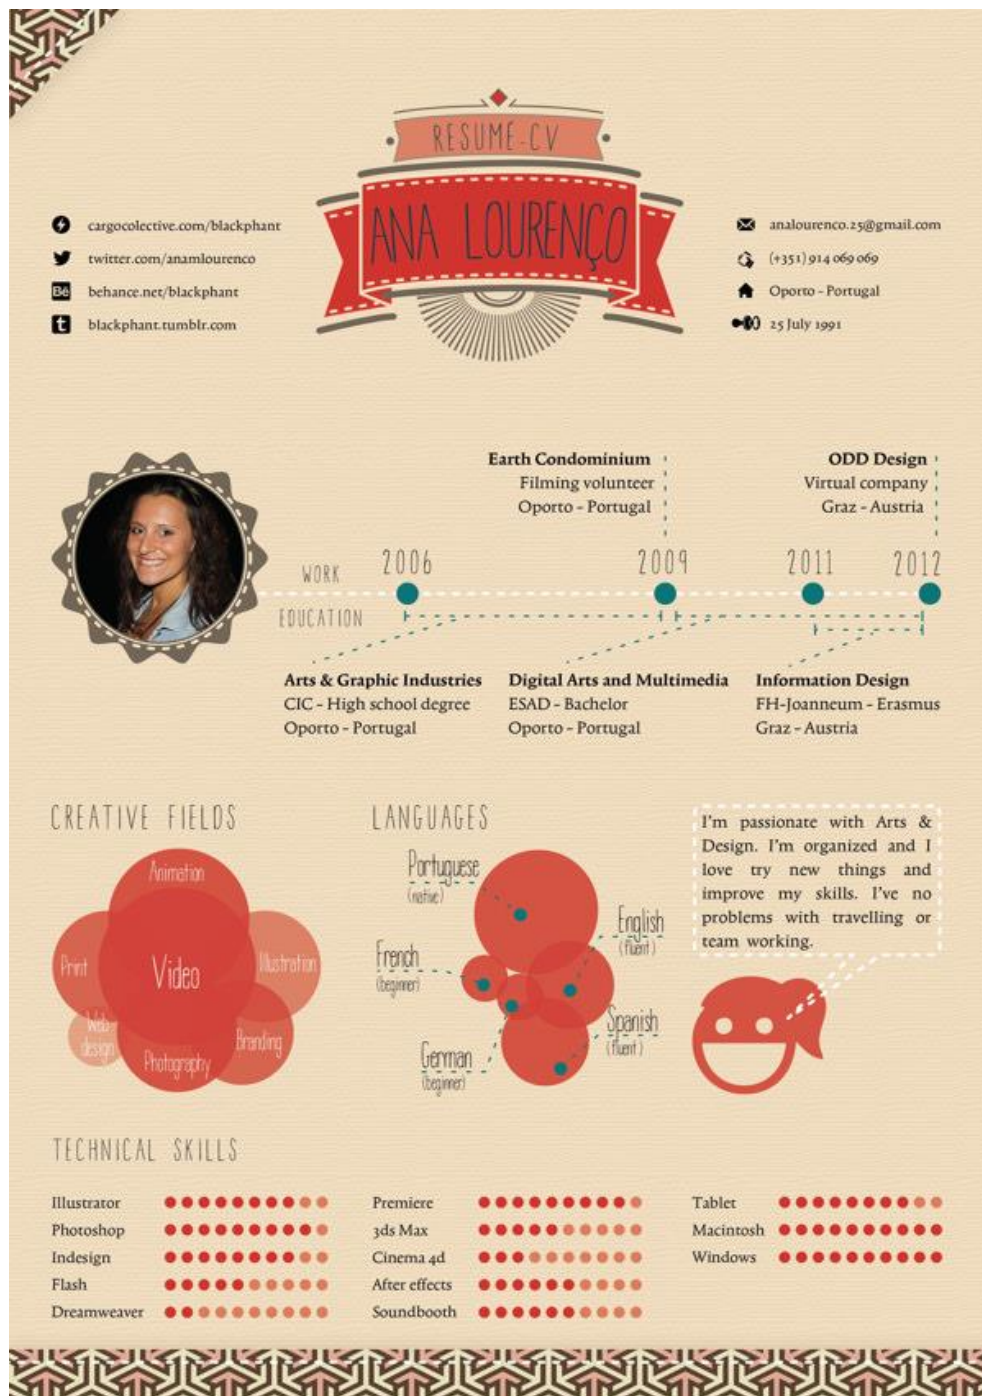 RESUMÉ-CV
ANA LOURENÇO
cargocolective.com/blackphant
twitter.com/anamlourenco
Bē behance.net/blackphant
t blackphant.tumblr.com
analourenco.25@gmail.com
(+351) 914 069 069
Oporto - Portugal
25 July 1991
Earth Condominium
Filming volunteer
Oporto - Portugal
ODD Design
Virtual company
Graz - Austria
WORK
2006
2009
2011
2012
EDUCATION
Arts & Graphic Industries
CIC - High school degree
Oporto - Portugal
Digital Arts and Multimedia
ESAD - Bachelor
Oporto - Portugal
Information Design
FH-Joanneum - Erasmus
Graz - Austria
CREATIVE FIELDS
Animation
Print
Video
Illustration
Web
design
Branding
Photography
LANGUAGES
Portuguese
(native)
English
(fluent)
French
(beginner)
Spanish
(fluent)
German
(beginner)
I'm passionate with Arts &
Design. I'm organized and I
love try new things and
improve my skills. I've no
problems with travelling or
team working.
TECHNICAL SKILLS
Illustrator
Photoshop
Indesign
Flash
Dreamweaver
Premiere
3ds Max
Cinema 4d
After effects
Soundbooth
Tablet
Macintosh
Windows